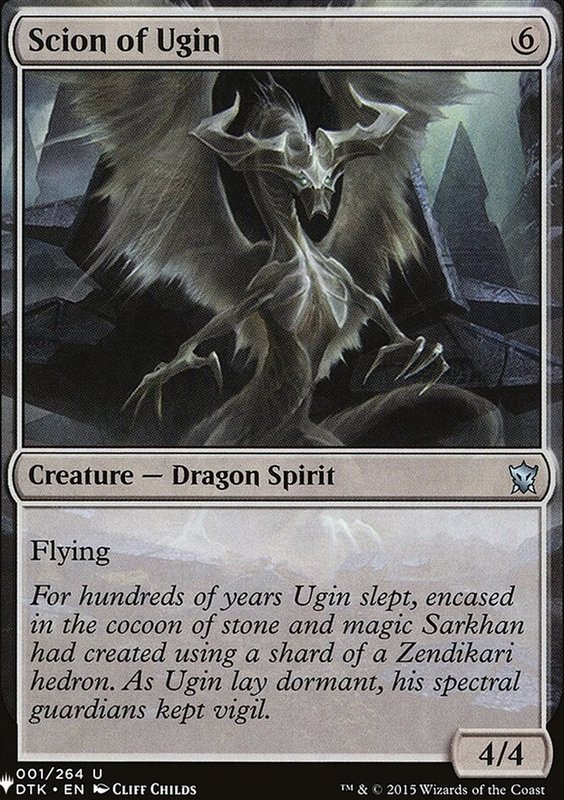 Scion of Ugin 6
Creature — Dragon Spirit
Flying
For hundreds of years Ugin slept, encased
in the cocoon of stone and magic Sarkhan
had created using a shard of a Zendikari
hedron. As Ugin lay dormant, his spectral
guardians kept vigil.
4/4
001/264 U
DTK • EN Cliff Childs
™ & © 2015 Wizards of the Coast